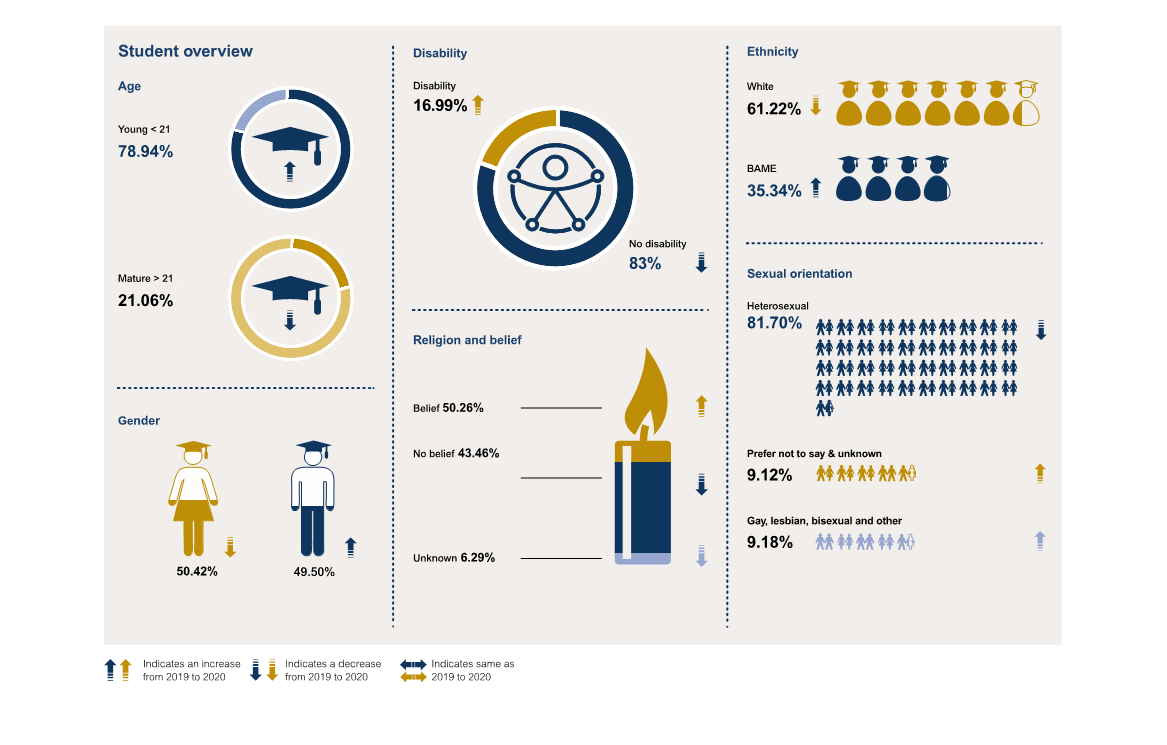 Student overview
Age
Young < 21
78.94%
Mature > 21
21.06%
Gender
50.42%
49.50%
Disability
Disability
16.99%
No disability
83%
Religion and belief
Belief 50.26%
No belief 43.46%
Unknown 6.29%
Ethnicity
White
61.22%
BAME
35.34%
Sexual orientation
Heterosexual
81.70%
Prefer not to say & unknown
9.12%
Gay, lesbian, bisexual and other
9.18%
Indicates an increase
from 2019 to 2020
Indicates a decrease
from 2019 to 2020
Indicates same as
2019 to 2020